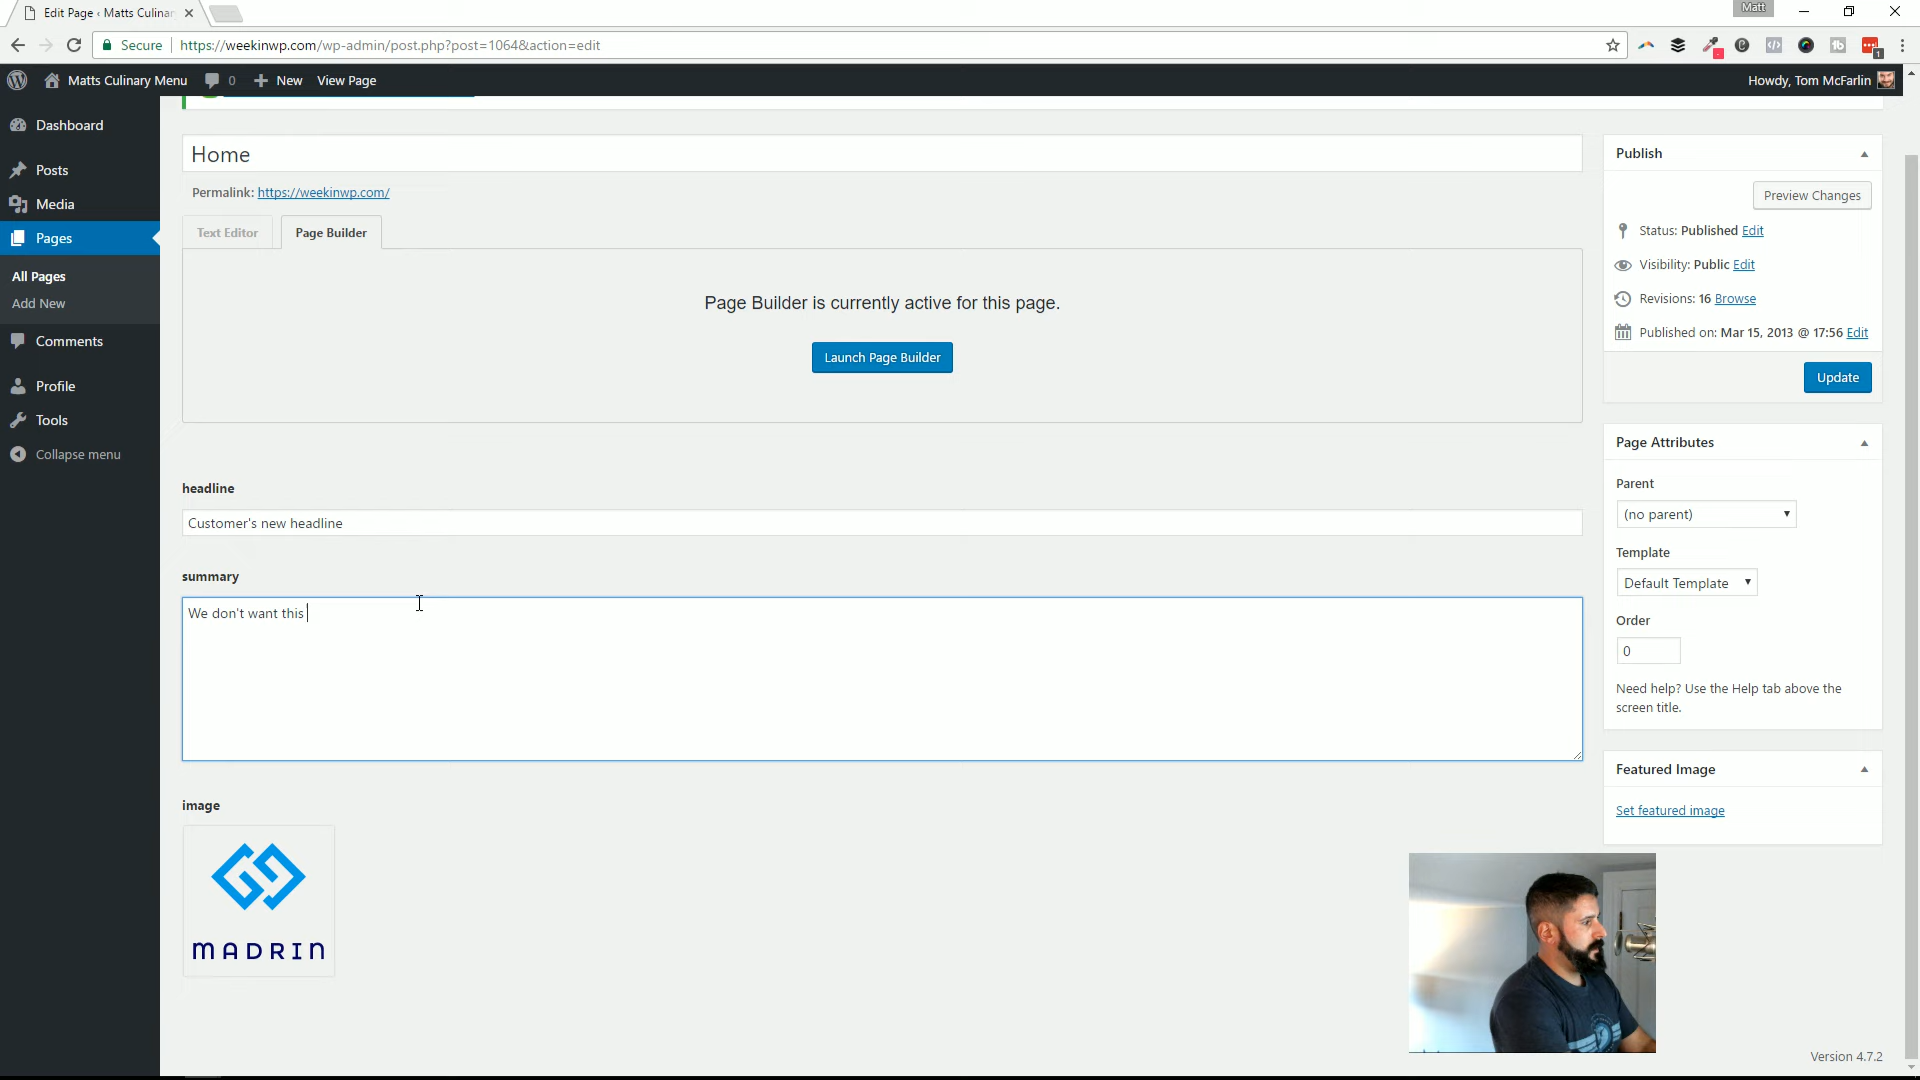 Edit Page ‹ Matts Culinar
Matt
Secure
https://weekinwp.com/wp-admin/post.php?post=1064&action=edit
1
Matts Culinary Menu
0
New
View Page
Howdy, Tom McFarlin
Dashboard
Posts
Media
Pages
All Pages
Add New
Comments
Profile
Tools
Collapse menu
Home
Permalink: https://weekinwp.com/
Text Editor
Page Builder
Page Builder is currently active for this page.
Launch Page Builder
headline
Customer's new headline
summary
We don't want this
image
MADRIN
Publish
Preview Changes
Status: Published Edit
Visibility: Public Edit
Revisions: 16 Browse
Published on: Mar 15, 2013 @ 17:56 Edit
Update
Page Attributes
Parent
(no parent)
Template
Default Template
Order
0
Need help? Use the Help tab above the
screen title.
Featured Image
Set featured image
Version 4.7.2